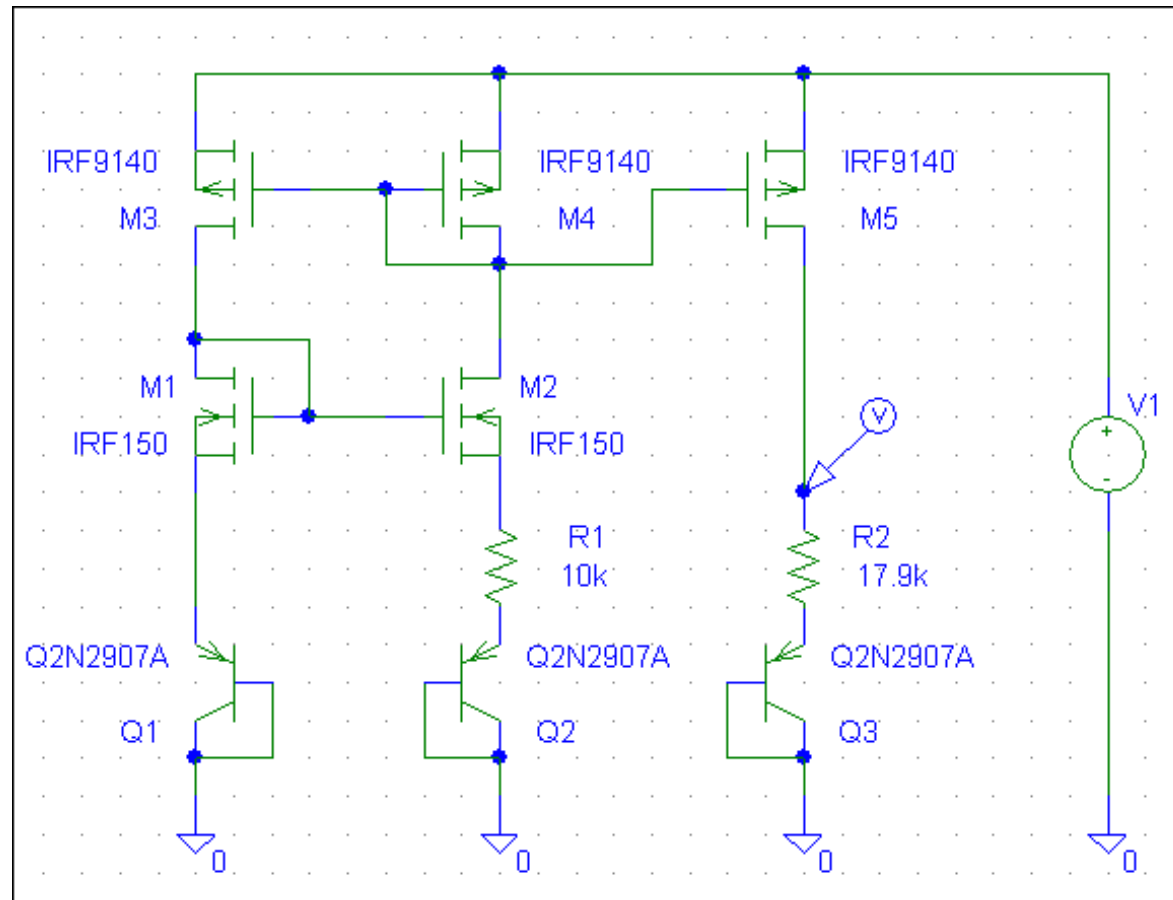 IRF9140
IRF9140
IRF9140
M3
M4
M5
M1
M2
V
V1
+
-
IRF150
IRF150
R1
R2
10k
17.9k
Q2N2907A
Q2N2907A
Q2N2907A
Q1
Q2
Q3
0
0
0
0